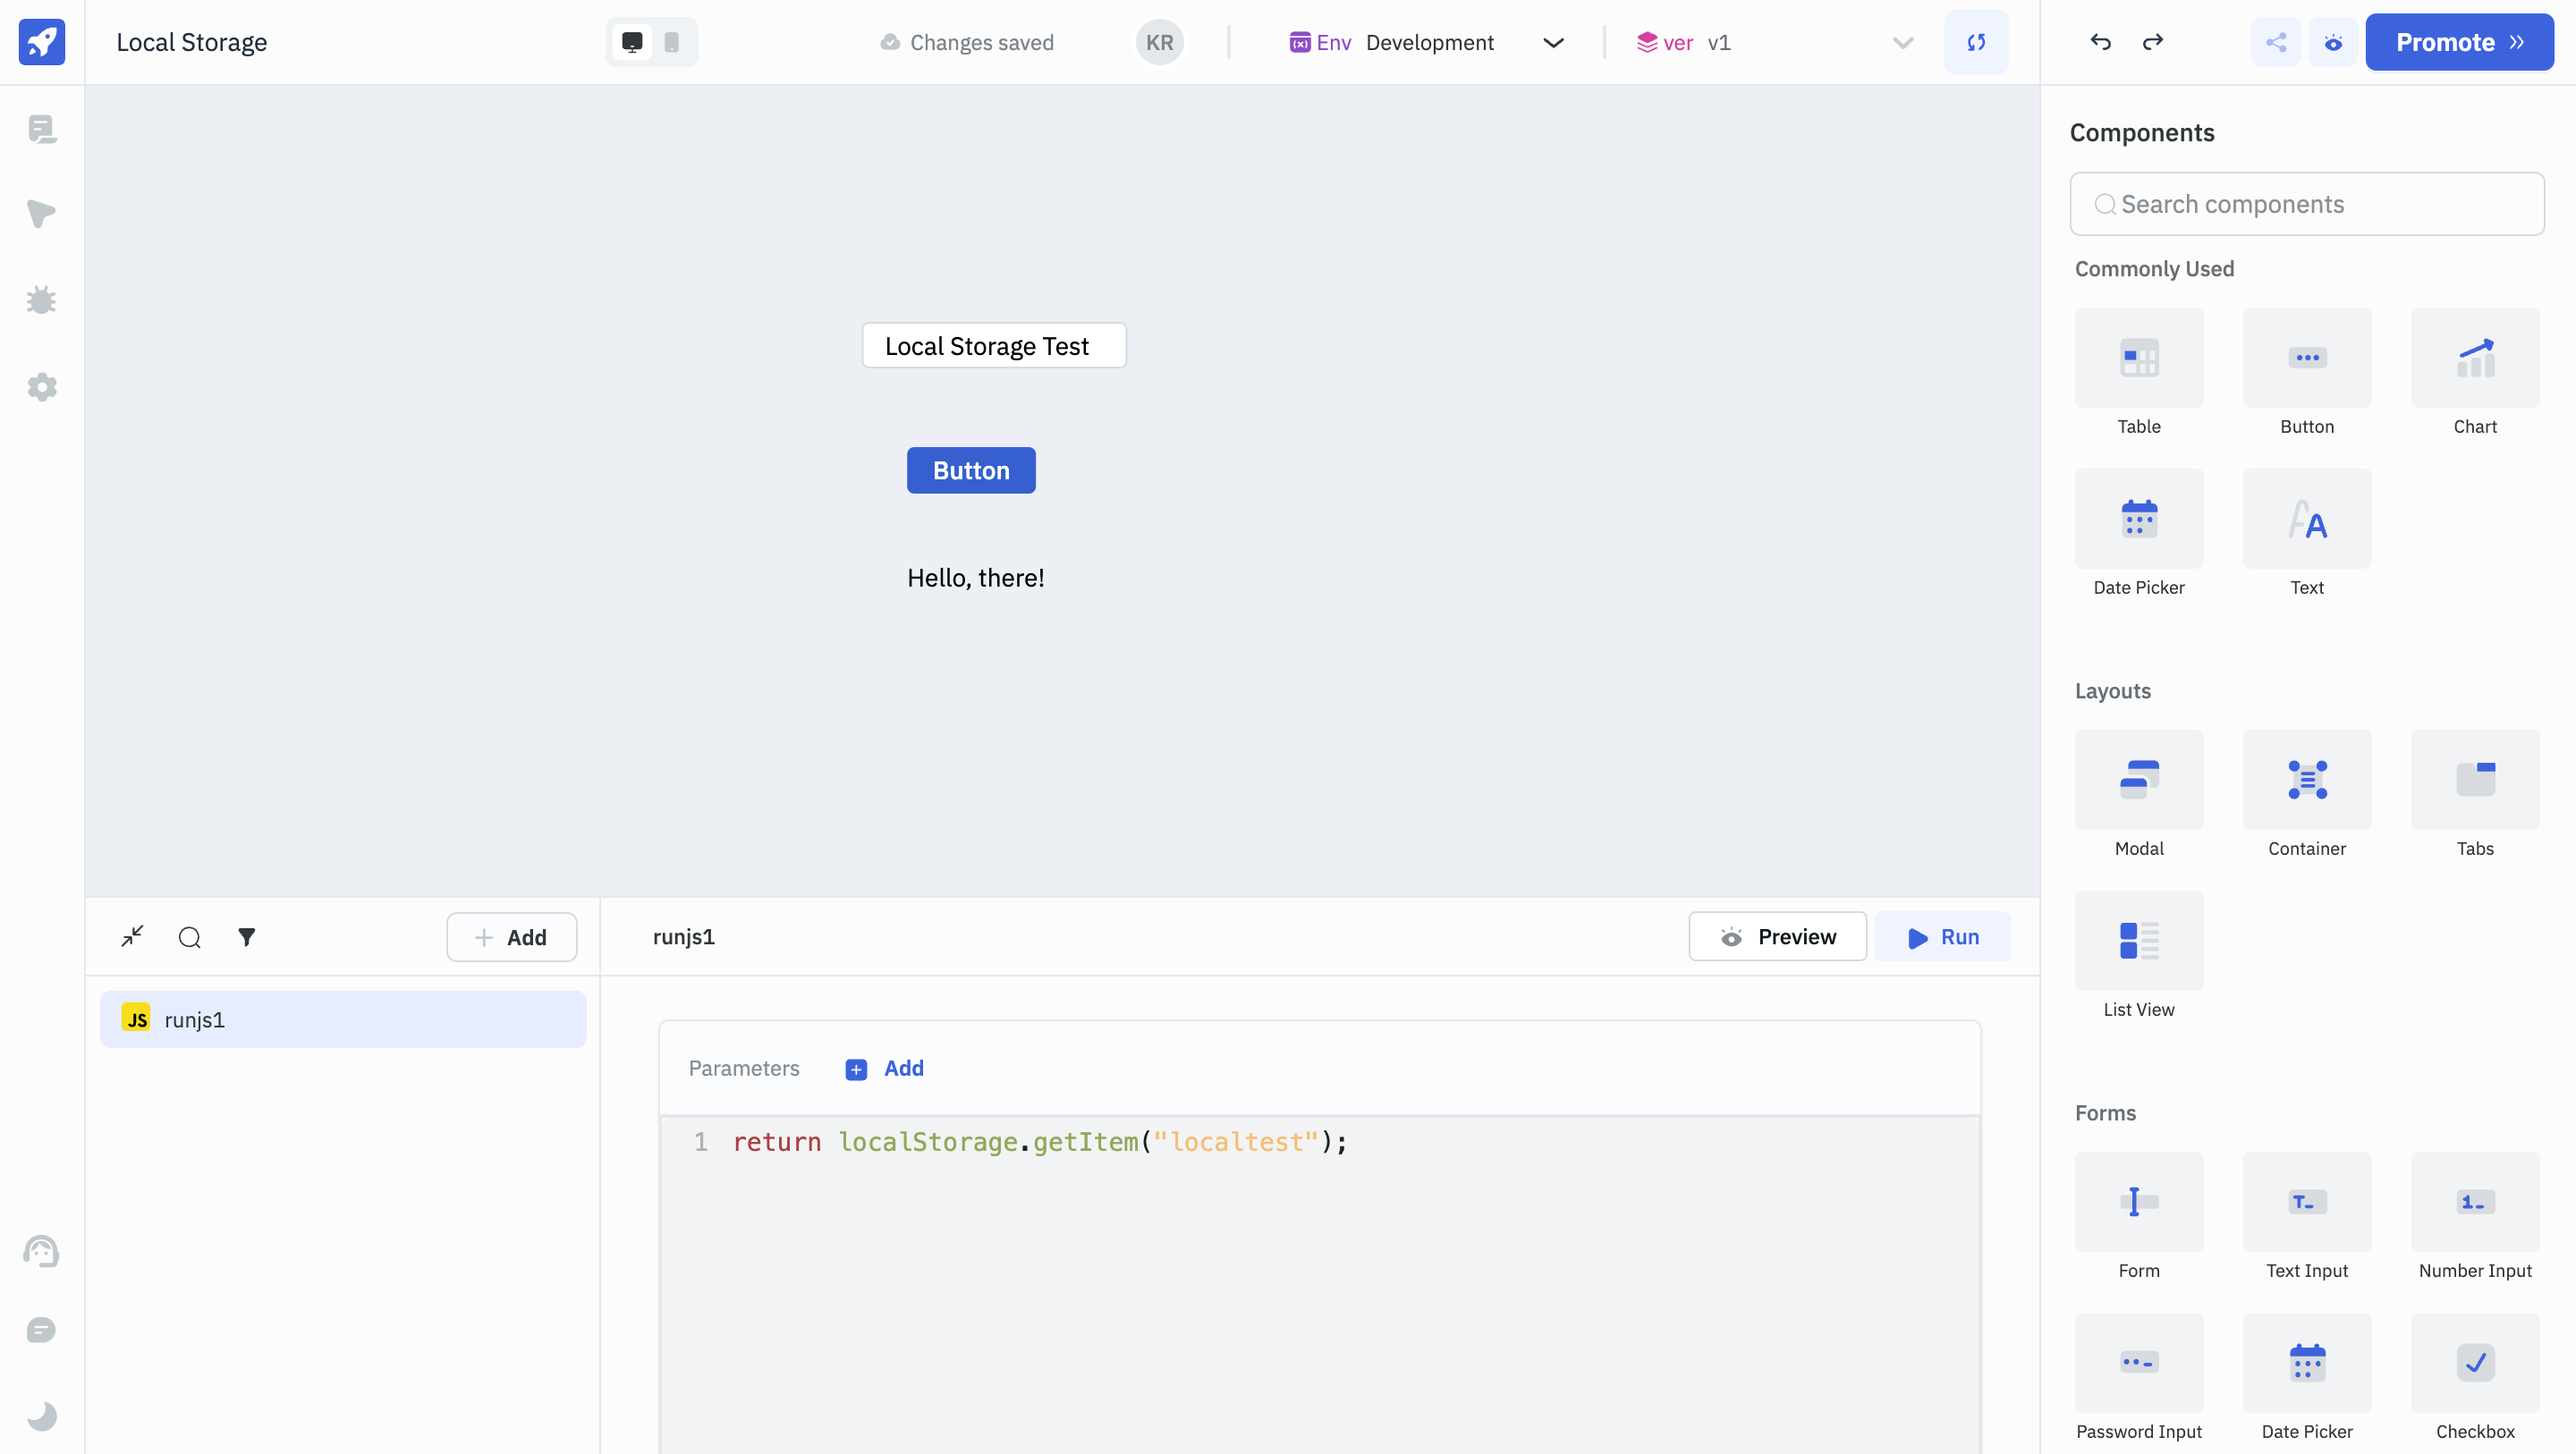 Local Storage
Changes saved
KR
Env Development
ver v1
Promote
Local Storage Test
Button
Hello, there!
Add
JS runjs1
runjs1
Preview
Run
Parameters
Add
1 return localStorage.getItem("localtest");
Components
Search components
Commonly Used
Table Button Chart
Date Picker Text
Layouts
Modal Container Tabs
List View
Forms
Form Text Input Number Input
Password Input Date Picker Checkbox